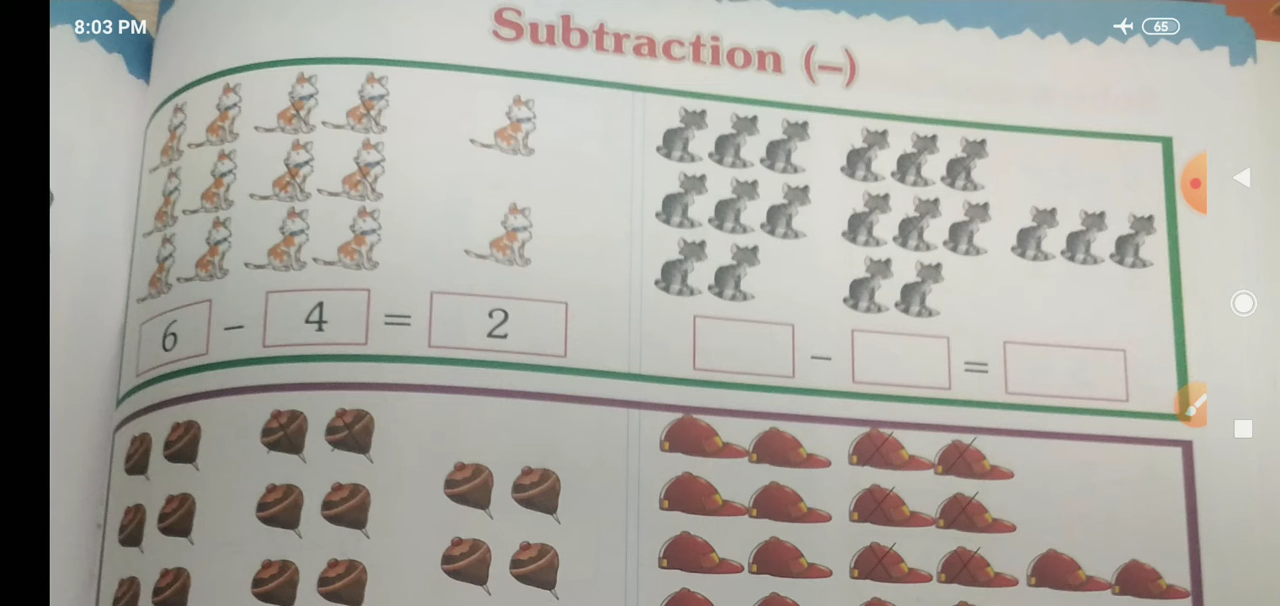 8:03 PM
65
Subtraction (–)
6 – 4 = 2
– =